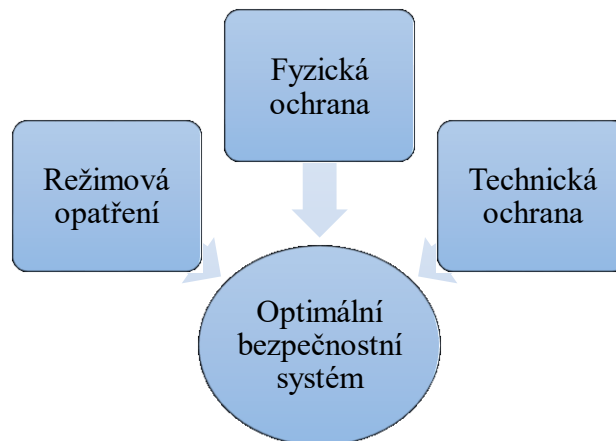 Fyzická
ochrana
Režimová
opatření
Technická
ochrana
Optimální
bezpečnostní
systém